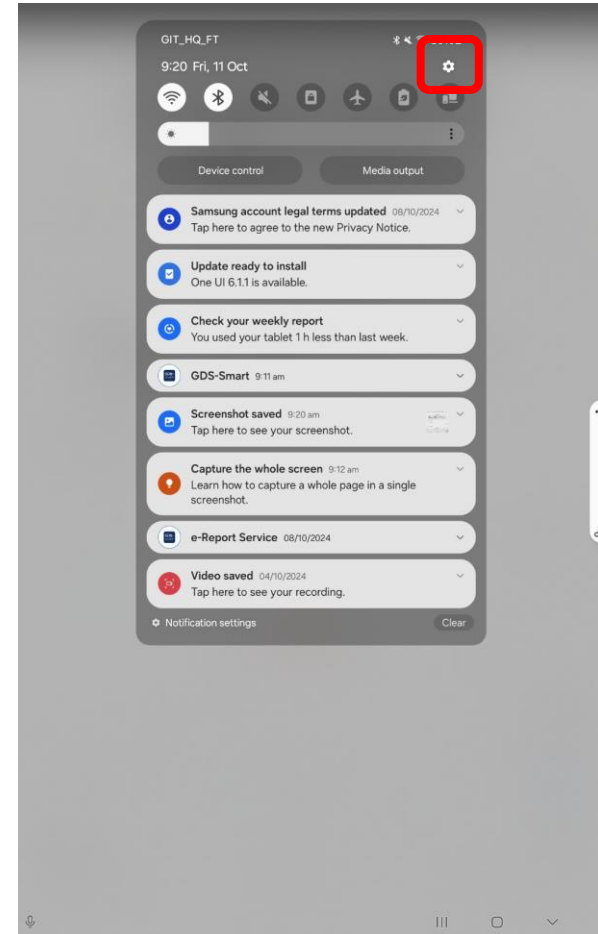 GIT_HQ_FT
9:20 Fri, 11 Oct
Device control
Media output
Samsung account legal terms updated 08/10/2024
Tap here to agree to the new Privacy Notice.
Update ready to install
One UI 6.1.1 is available.
Check your weekly report
You used your tablet 1 h less than last week.
GDS-Smart 9:11 am
Screenshot saved 9:20 am
Tap here to see your screenshot.
Capture the whole screen 9:12 am
Learn how to capture a whole page in a single
screenshot.
e-Report Service 08/10/2024
Video saved 04/10/2024
Tap here to see your recording.
Notification settings
Clear